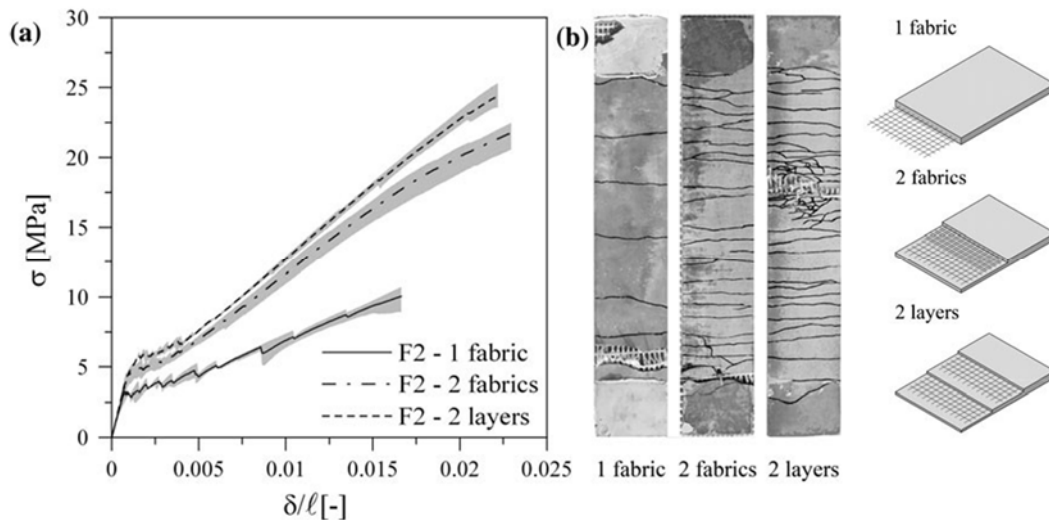 (a)
30
25
20
15
10
5
0
σ [MPa]
0
0.005
0.01
0.015
0.02
0.025
δ/ℓ[-]
F2 - 1 fabric
F2 - 2 fabrics
F2 - 2 layers
(b)
1 fabric
2 fabrics
2 layers
1 fabric
2 fabrics
2 layers